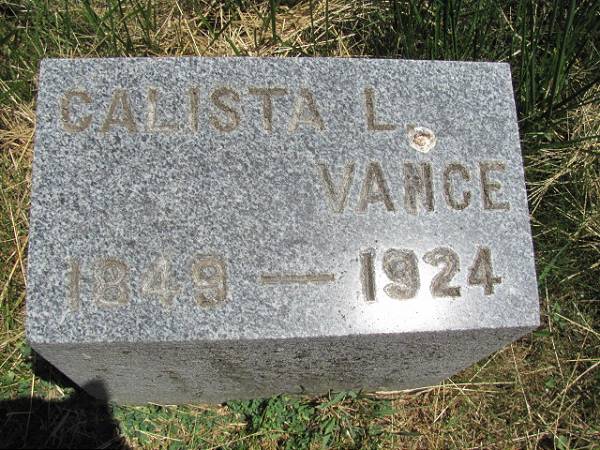 CALISTA L.
VANCE
1849 — 1924